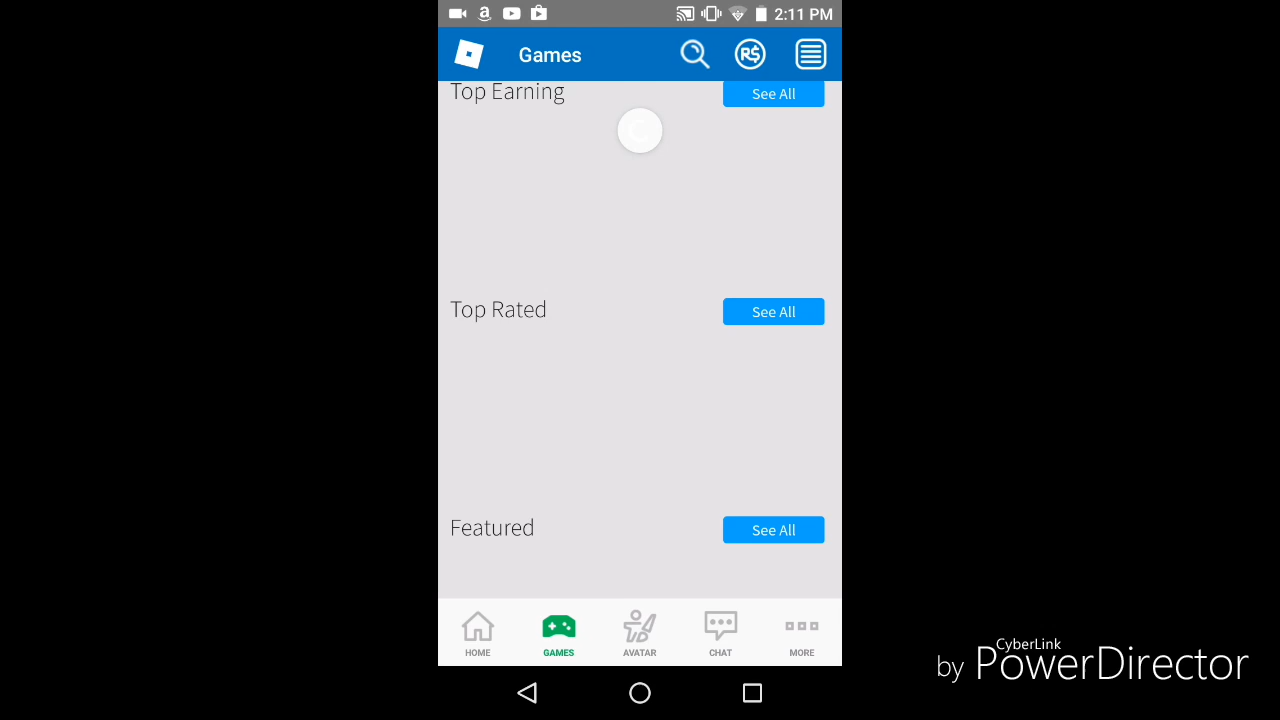 2:11 PM
Games
R$
Top Earning
See All
Top Rated
See All
Featured
See All
HOME
GAMES
AVATAR
CHAT
MORE
CyberLink
by PowerDirector